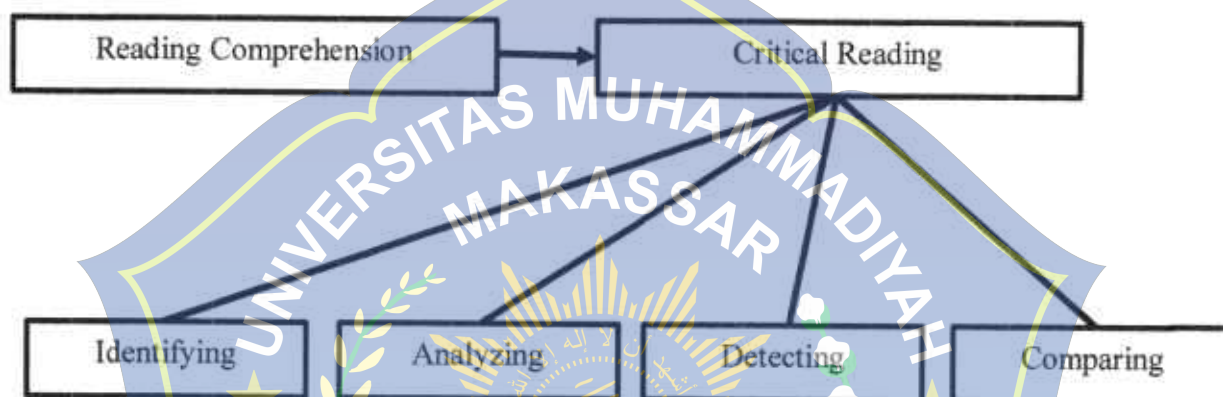 Reading Comprehension
Critical Reading
UNIVERSITAS MUHAMMADIYAH
MAKASSAR
Identifying
Analyzing
Detecting
Comparing